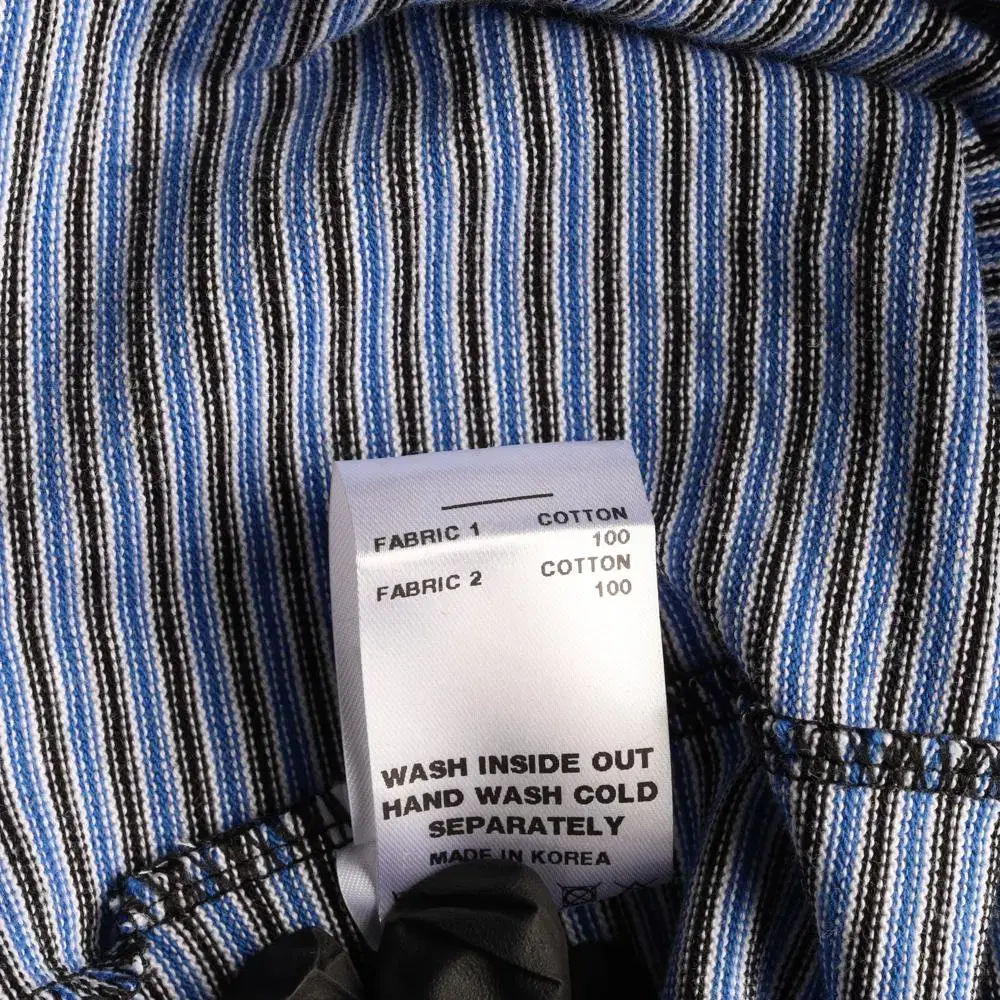 FABRIC 1 COTTON
100
FABRIC 2 COTTON
100
WASH INSIDE OUT
HAND WASH COLD
SEPARATELY
MADE IN KOREA